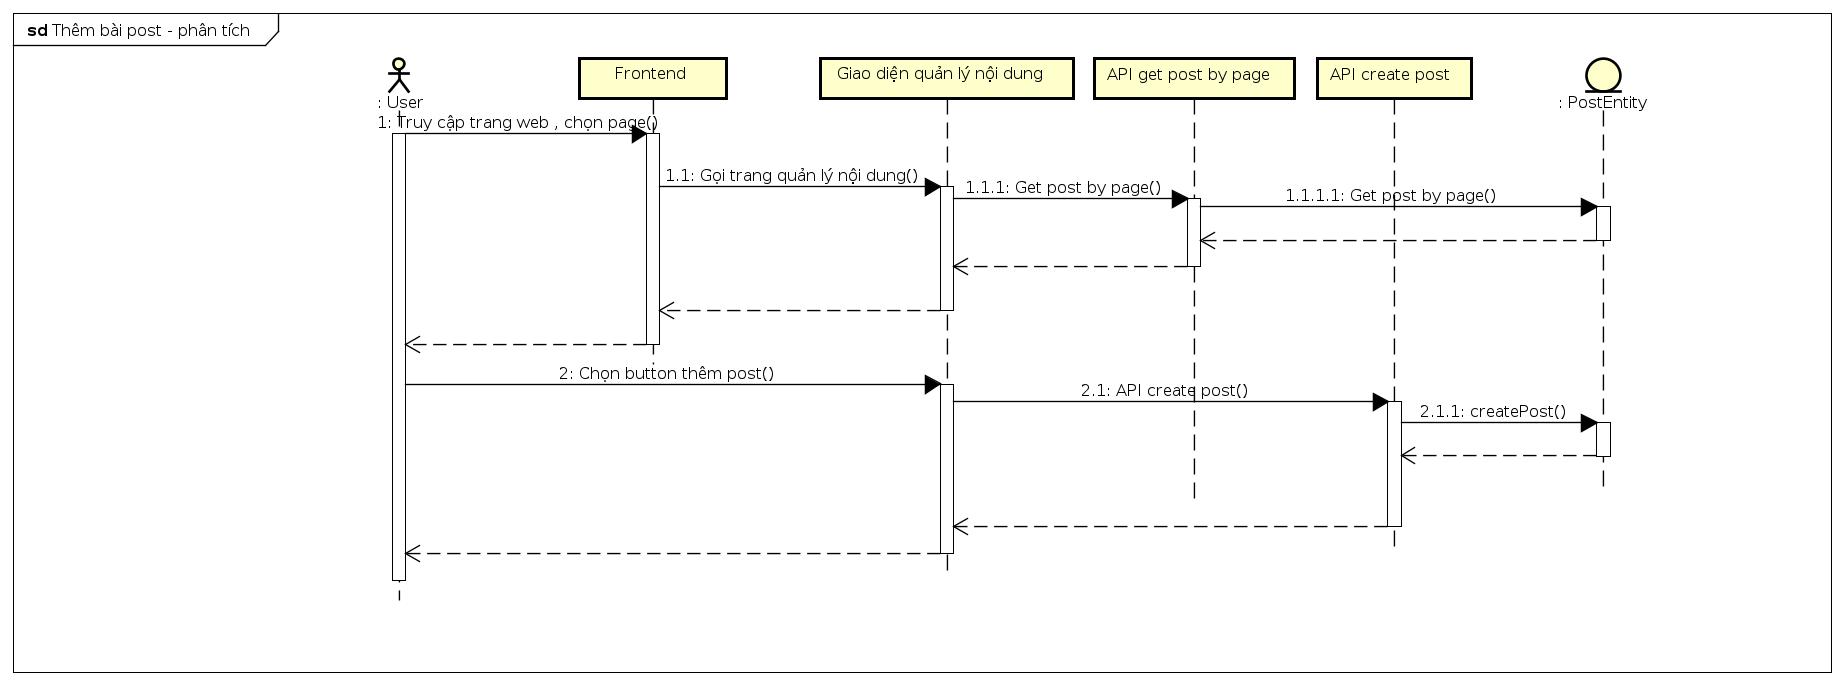 sd Thêm bài post - phân tích
Frontend
Giao diện quản lý nội dung
API get post by page
API create post
: User
: PostEntity
1: Truy cập trang web , chọn page()
1.1: Gọi trang quản lý nội dung()
1.1.1: Get post by page()
1.1.1.1: Get post by page()
2: Chọn button thêm post()
2.1: API create post()
2.1.1: createPost()